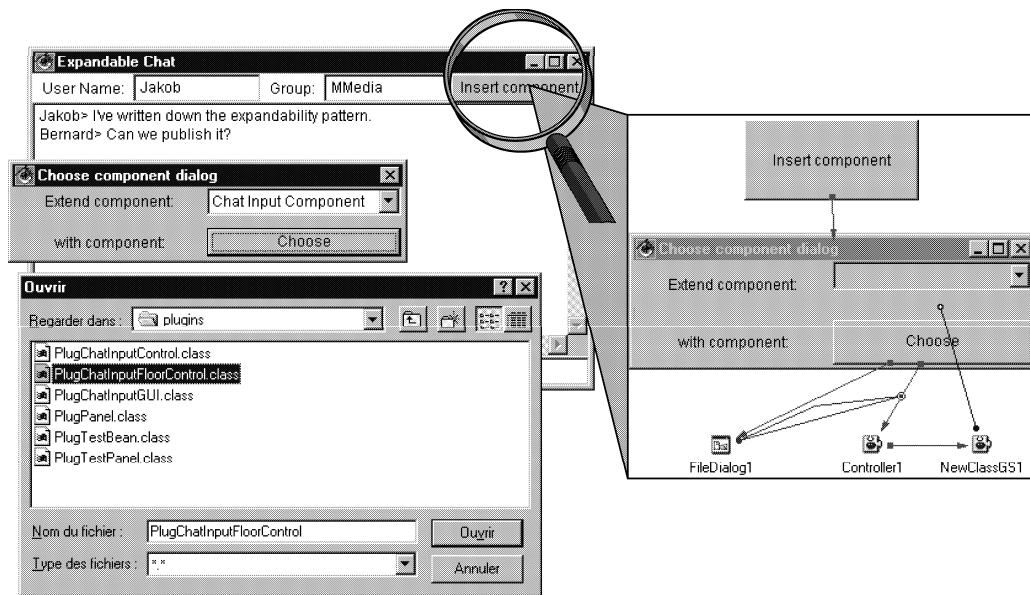 Expandable Chat
User Name: Jakob Group: MMedia Insert component
Jakob> I've written down the expandability pattern.
Bernard> Can we publish it?
Choose component dialog
Extend component: Chat Input Component
with component: Choose
Ouvrir
Regarder dans : plugins
PlugChatInputControl.class
PlugChatInputFloorControl.class
PlugChatInputGUI.class
PlugPanel.class
PlugTestBean.class
PlugTestPanel.class
Nom du fichier : PlugChatInputFloorControl Ouvrir
Type des fichiers : *.* Annuler
Insert component
Choose component dialog
Extend component:
with component: Choose
FileDialog1 Controller1 NewClassGS1